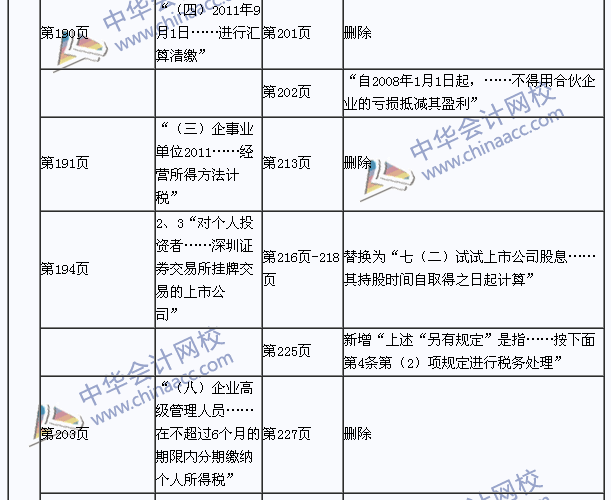 第190页
“（四）2011年9
月1日……进行汇
算清缴”
第201页
删除
第202页
“自2008年1月1日起，……不得用合伙企
业的亏损抵减其盈利”
第191页
“（三）企事业
单位2011……经
营所得方法计
税”
第213页
删除
第194页
2、3“对个人投
资者……深圳证
券交易所挂牌交
易的上市公
司”
第216页-218
页
替换为“七（二）试试上市公司股息……
其持股时间自取得之日起计算”
第225页
新增“上述“另有规定”是指……按下面
第4条第（2）项规定进行税务处理”
第203页
“（八）企业高
级管理人员……
在不超过6个月的
期限内分期缴纳
个人所得税”
第227页
删除
中华会计网校
www.chinaacc.com
中华会计网校
www.chinaacc.com
中华会计网校
www.chinaacc.com
中华会计网校